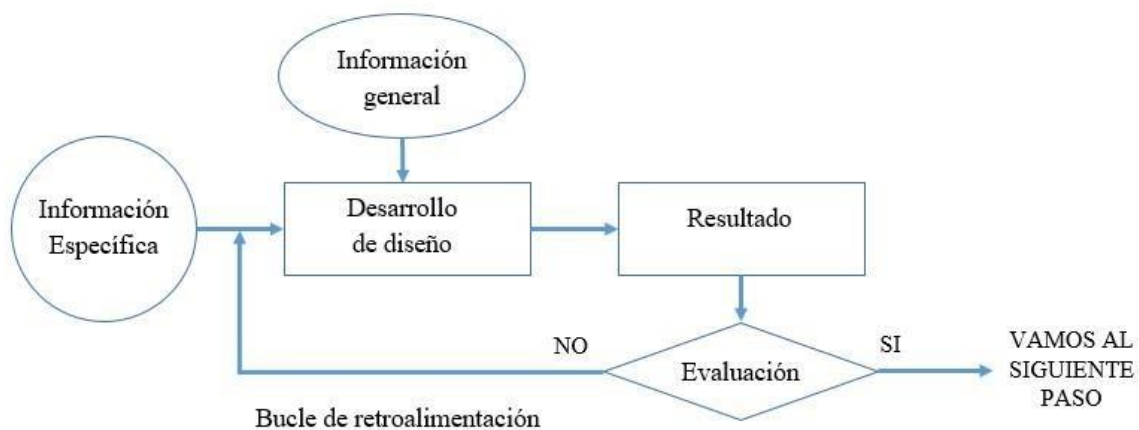 Información
general
Información
Específica
Desarrollo
de diseño
Resultado
NO
Evaluación
SI
VAMOS AL
SIGUIENTE
PASO
Bucle de retroalimentación